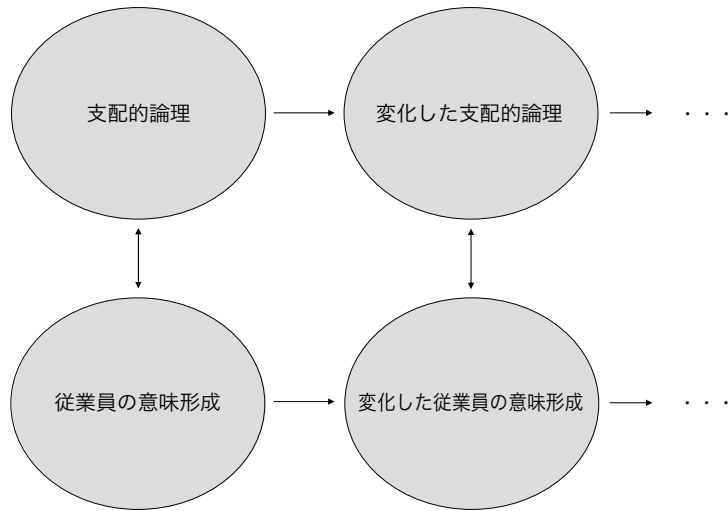 支配的論理
変化した支配的論理
・・・
従業員の意味形成
変化した従業員の意味形成
・・・